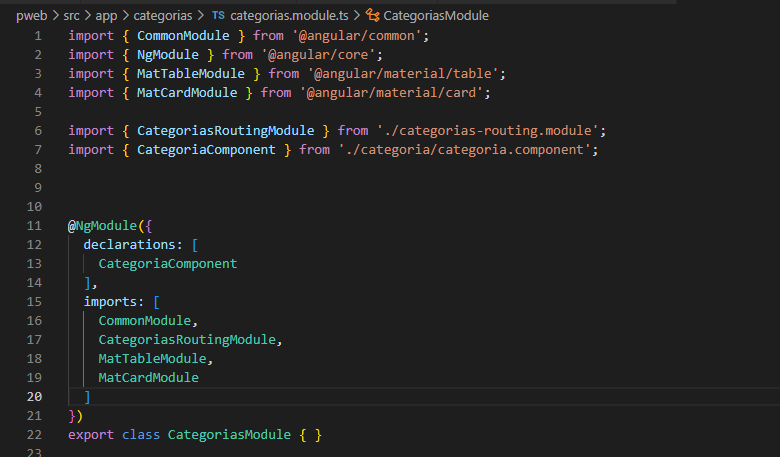 pweb > src > app > categorias > TS categorias.module.ts > CategoriasModule
1 import { CommonModule } from '@angular/common';
2 import { NgModule } from '@angular/core';
3 import { MatTableModule } from '@angular/material/table';
4 import { MatCardModule } from '@angular/material/card';
5
6 import { CategoriasRoutingModule } from './categorias-routing.module';
7 import { CategoriaComponent } from './categoria/categoria.component';
8
9
10
11 @NgModule({
12   declarations: [
13     CategoriaComponent
14   ],
15   imports: [
16     CommonModule,
17     CategoriasRoutingModule,
18     MatTableModule,
19     MatCardModule
20   ]
21 })
22 export class CategoriasModule { }
23